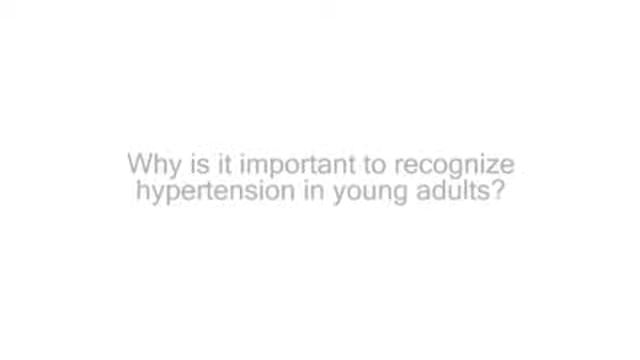 Why is it important to recognize
hypertension in young adults?